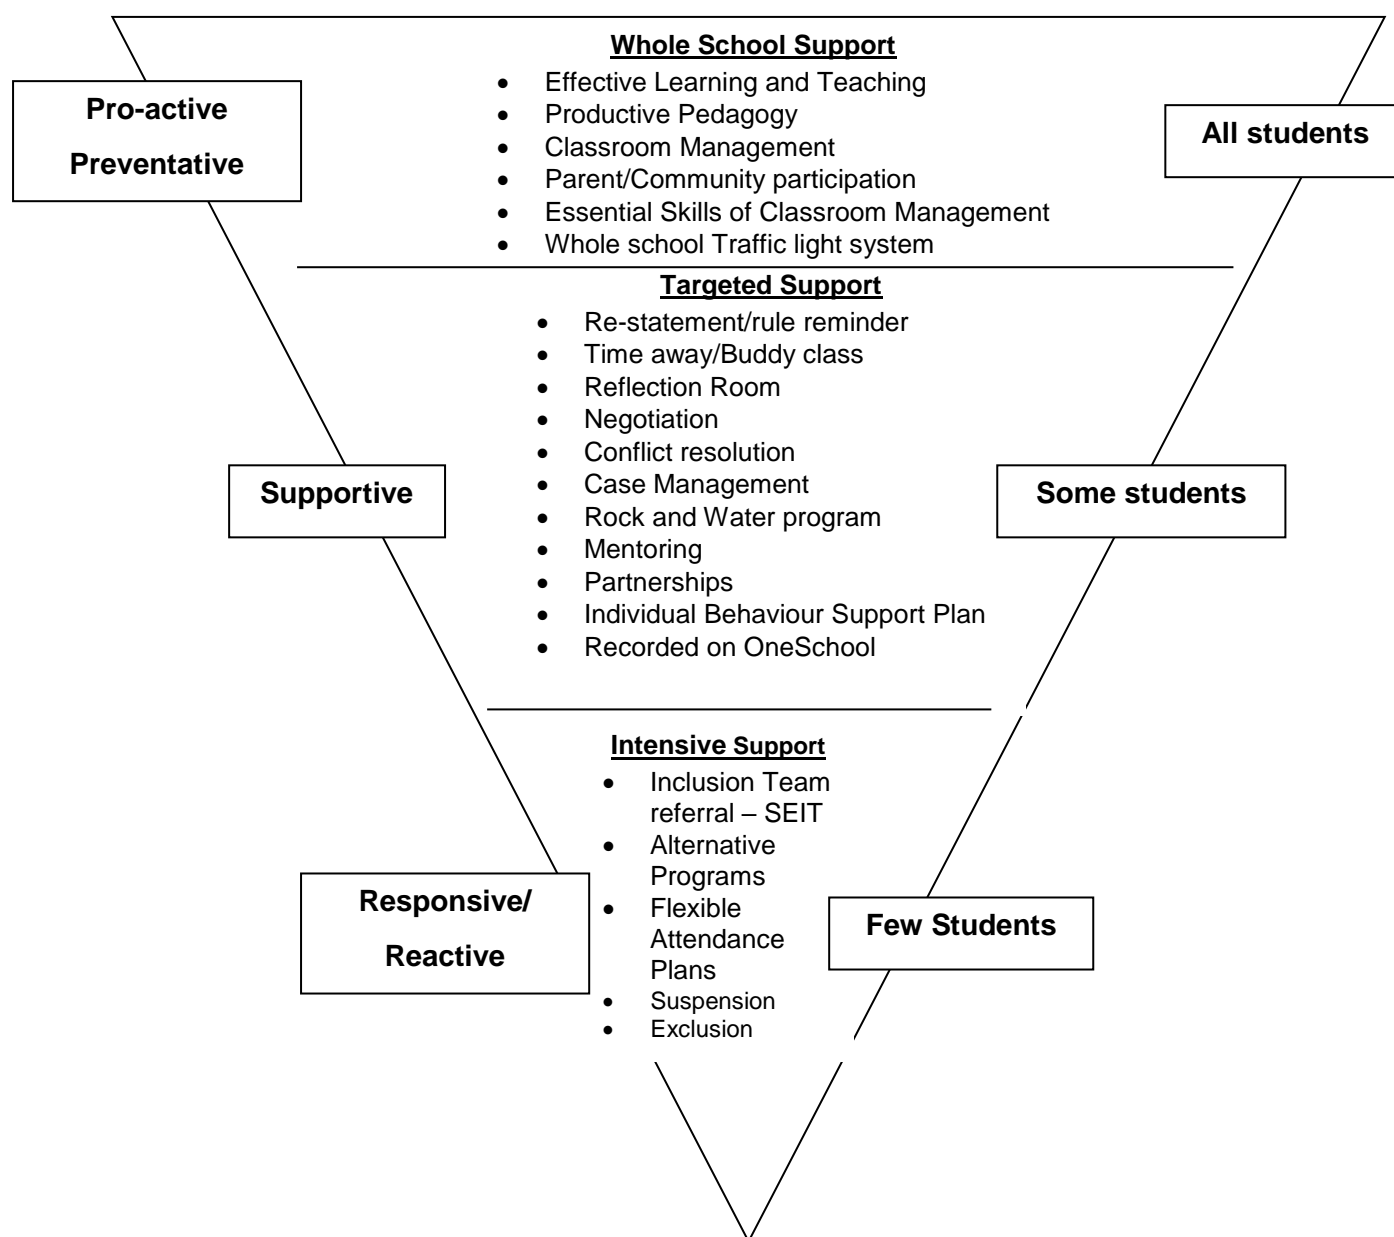 Whole School Support
• Effective Learning and Teaching
• Productive Pedagogy
• Classroom Management
• Parent/Community participation
• Essential Skills of Classroom Management
• Whole school Traffic light system
Pro-active
Preventative
All students
Targeted Support
• Re-statement/rule reminder
• Time away/Buddy class
• Reflection Room
• Negotiation
• Conflict resolution
• Case Management
• Rock and Water program
• Mentoring
• Partnerships
• Individual Behaviour Support Plan
• Recorded on OneSchool
Supportive
Some students
Intensive Support
• Inclusion Team
referral – SEIT
• Alternative
Programs
• Flexible
Attendance
Plans
• Suspension
• Exclusion
Responsive/
Reactive
Few Students